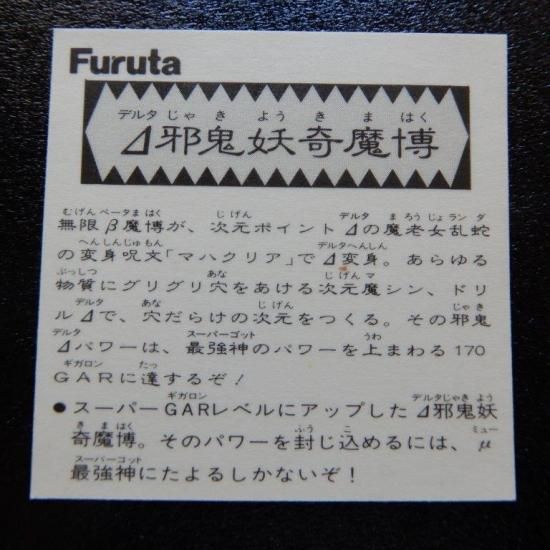 Furuta
デルタ じゃ き よう き ま はく
⊿邪鬼妖奇魔博
むげん ベータ ま はく じ げん デルタ ま ろうじょ ラン ダ
無限β魔博が、次元ポイント⊿の魔老女乱蛇
へんしんじゅもん デルタへんしん
の変身呪文「マハクリア」で⊿変身。あらゆる
ぶっしつ あな じ げん マ
物質にグリグリ穴をあける次元魔シン、ドリ
デルタ あな じ げん じゃ き
ル⊿で、穴だらけの次元をつくる。その邪鬼
デルタ スーパーゴット うわ
⊿パワーは、最強神のパワーを上まわる170
ギガロン たっ
GARに達するぞ!
ギガロン デルタじゃき よう
●スーパーGARレベルにアップした⊿邪鬼妖
き ま はく ふう こ ミュー
奇魔博。そのパワーを封じ込めるには、μ
スーパーゴット
最強神にたよるしかないぞ!